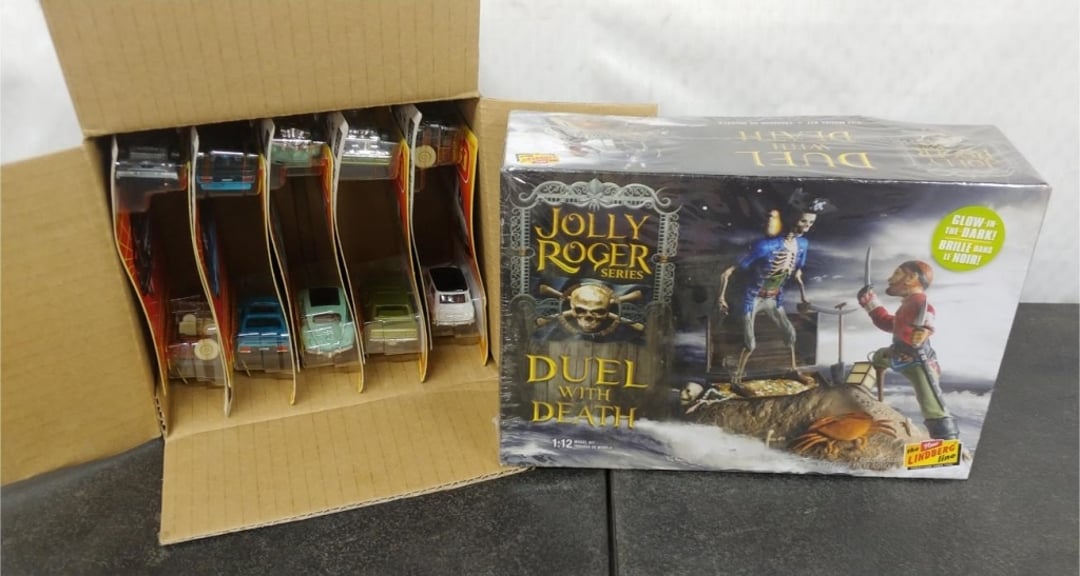 DUEL
WITH
DEATH
JOLLY
ROGER
SERIES
DUEL
WITH
DEATH
1:12
GLOW IN
THE DARK!
BRILLE DANS
LE NOIR!
the New
LINDBERG
line